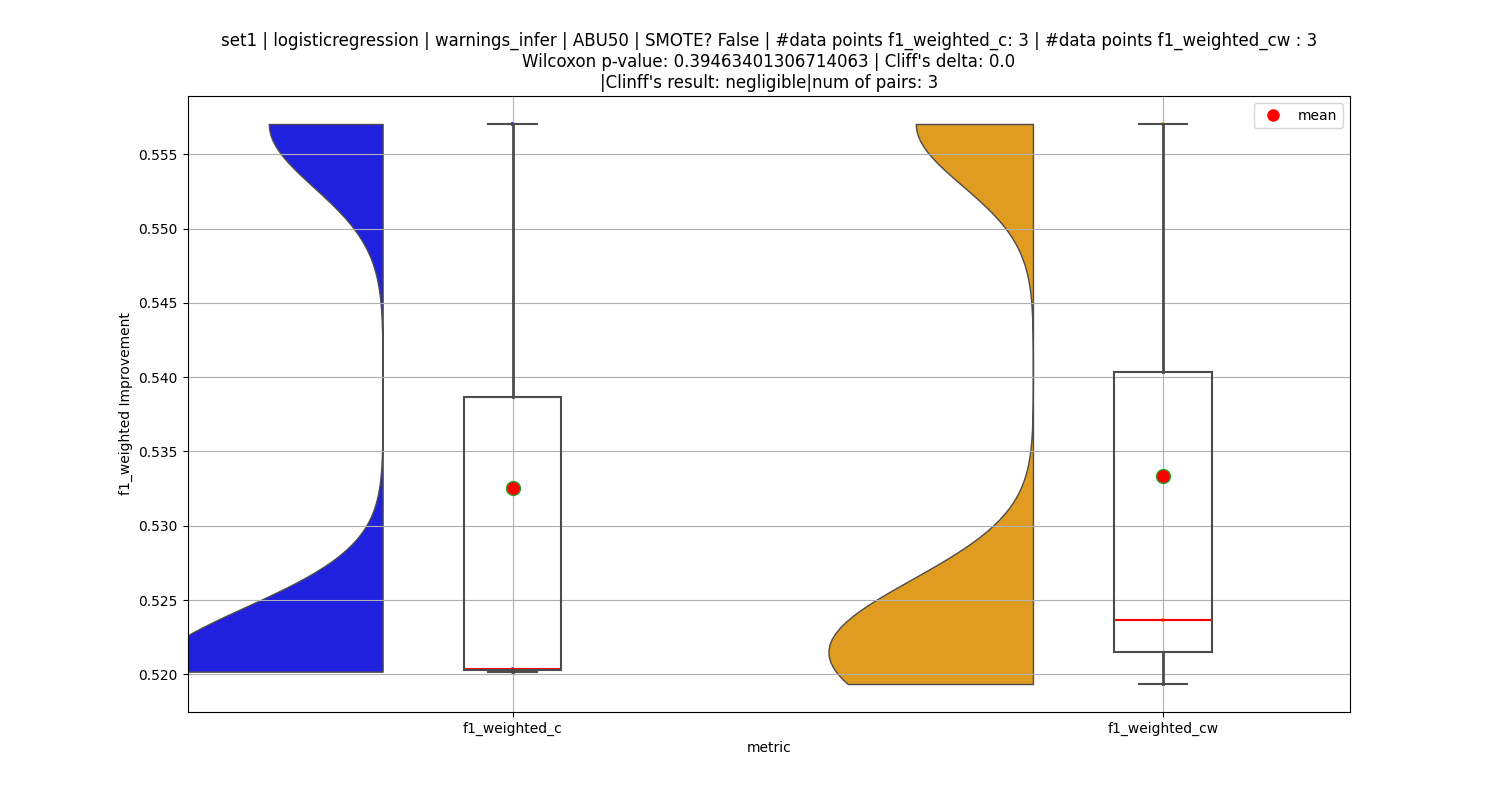 set1 | logisticregression | warnings_infer | ABU50 | SMOTE? False | #data points f1_weighted_c: 3 | #data points f1_weighted_cw : 3
Wilcoxon p-value: 0.39463401306714063 | Cliff's delta: 0.0
|Clinff's result: negligible|num of pairs: 3
mean
0.555
0.550
0.545
0.540
0.535
0.530
0.525
0.520
f1_weighted Improvement
f1_weighted_c
f1_weighted_cw
metric